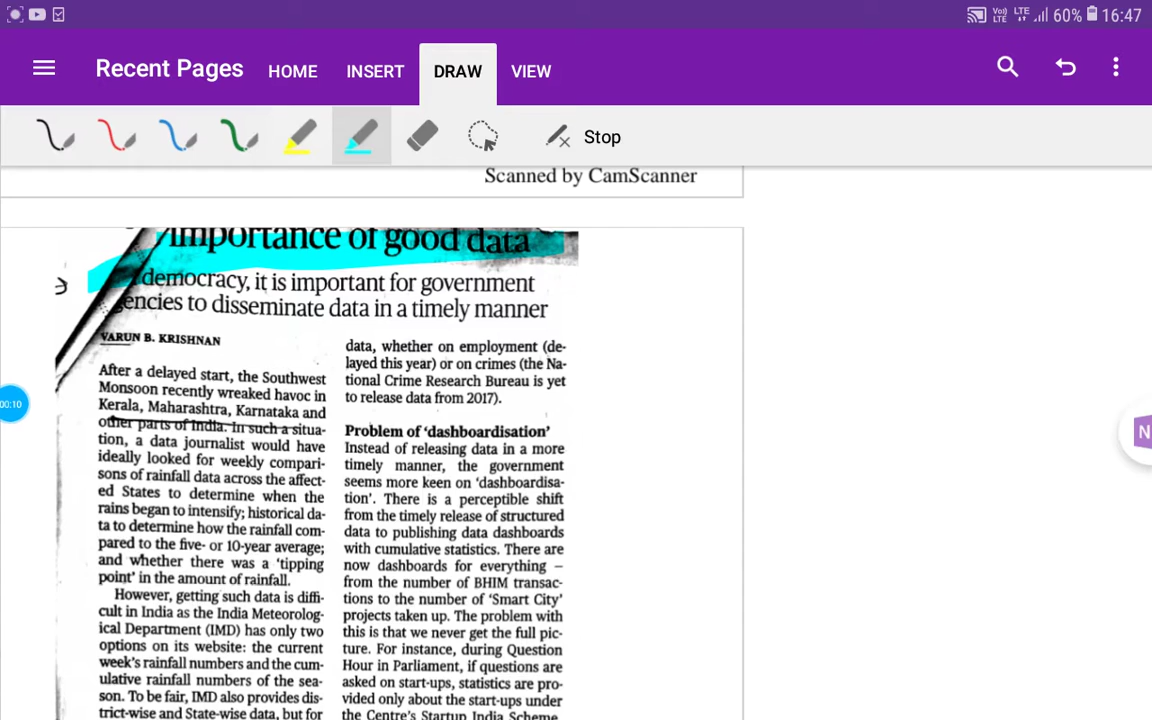 LTE 60% 16:47
Recent Pages HOME INSERT DRAW VIEW
Stop
Scanned by CamScanner
importance of good data
democracy, it is important for government
encies to disseminate data in a timely manner
VARUN B. KRISHNAN
After a delayed start, the Southwest
Monsoon recently wreaked havoc in
Kerala, Maharashtra, Karnataka and
other parts of India. In such a situa-
tion, a data journalist would have
ideally looked for weekly compari-
sons of rainfall data across the affect-
ed States to determine when the
rains began to intensify; historical da-
ta to determine how the rainfall com-
pared to the five- or 10-year average;
and whether there was a 'tipping
point' in the amount of rainfall.
However, getting such data is diffi-
cult in India as the India Meteorolog-
ical Department (IMD) has only two
options on its website: the current
week's rainfall numbers and the cum-
ulative rainfall numbers of the sea-
son. To be fair, IMD also provides dis-
trict-wise and State-wise data, but for
data, whether on employment (de-
layed this year) or on crimes (the Na-
tional Crime Research Bureau is yet
to release data from 2017).
Problem of 'dashboardisation'
Instead of releasing data in a more
timely manner, the government
seems more keen on 'dashboardisa-
tion'. There is a perceptible shift
from the timely release of structured
data to publishing data dashboards
with cumulative statistics. There are
now dashboards for everything –
from the number of BHIM transac-
tions to the number of 'Smart City'
projects taken up. The problem with
this is that we never get the full pic-
ture. For instance, during Question
Hour in Parliament, if questions are
asked on start-ups, statistics are pro-
vided only about the start-ups under
the Centre's Startup India Scheme
00:10
N